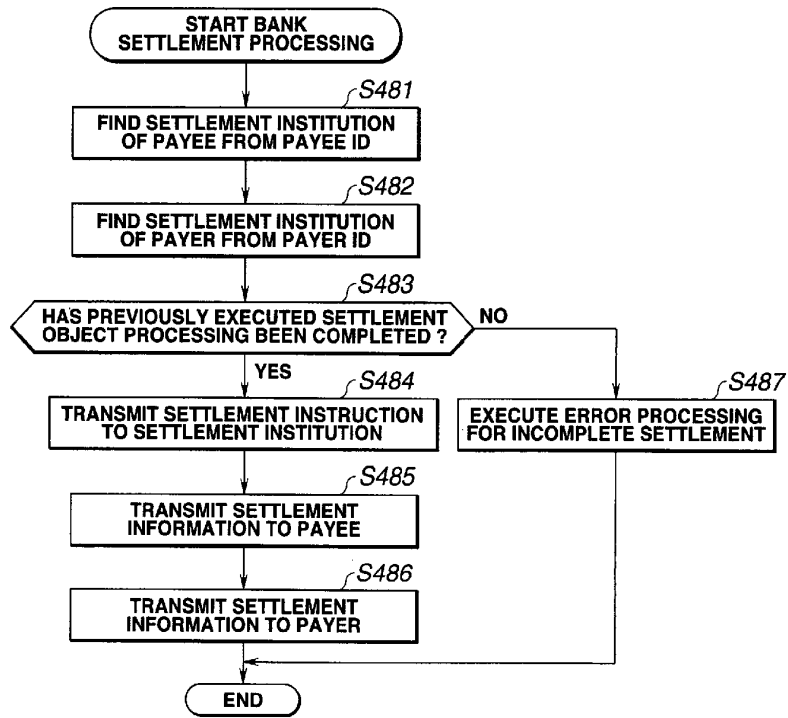 START BANK
SETTLEMENT PROCESSING
S481
FIND SETTLEMENT INSTITUTION
OF PAYEE FROM PAYEE ID
S482
FIND SETTLEMENT INSTITUTION
OF PAYER FROM PAYER ID
S483
HAS PREVIOUSLY EXECUTED SETTLEMENT
OBJECT PROCESSING BEEN COMPLETED ?
NO
YES
S484
TRANSMIT SETTLEMENT INSTRUCTION
TO SETTLEMENT INSTITUTION
S487
EXECUTE ERROR PROCESSING
FOR INCOMPLETE SETTLEMENT
S485
TRANSMIT SETTLEMENT
INFORMATION TO PAYEE
S486
TRANSMIT SETTLEMENT
INFORMATION TO PAYER
END